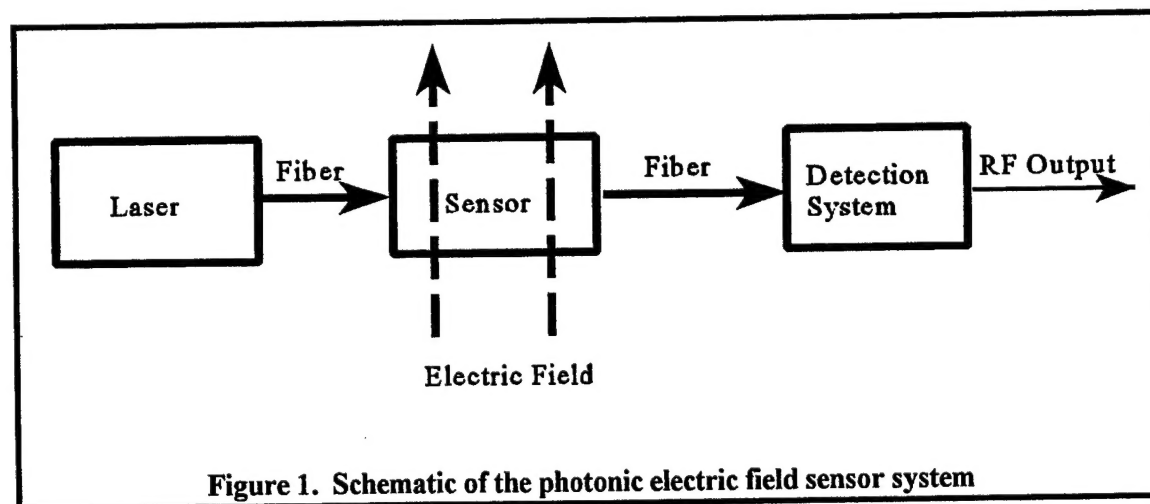 Laser
Fiber
Sensor
Fiber
Detection
System
RF Output
Electric Field
Figure 1. Schematic of the photonic electric field sensor system